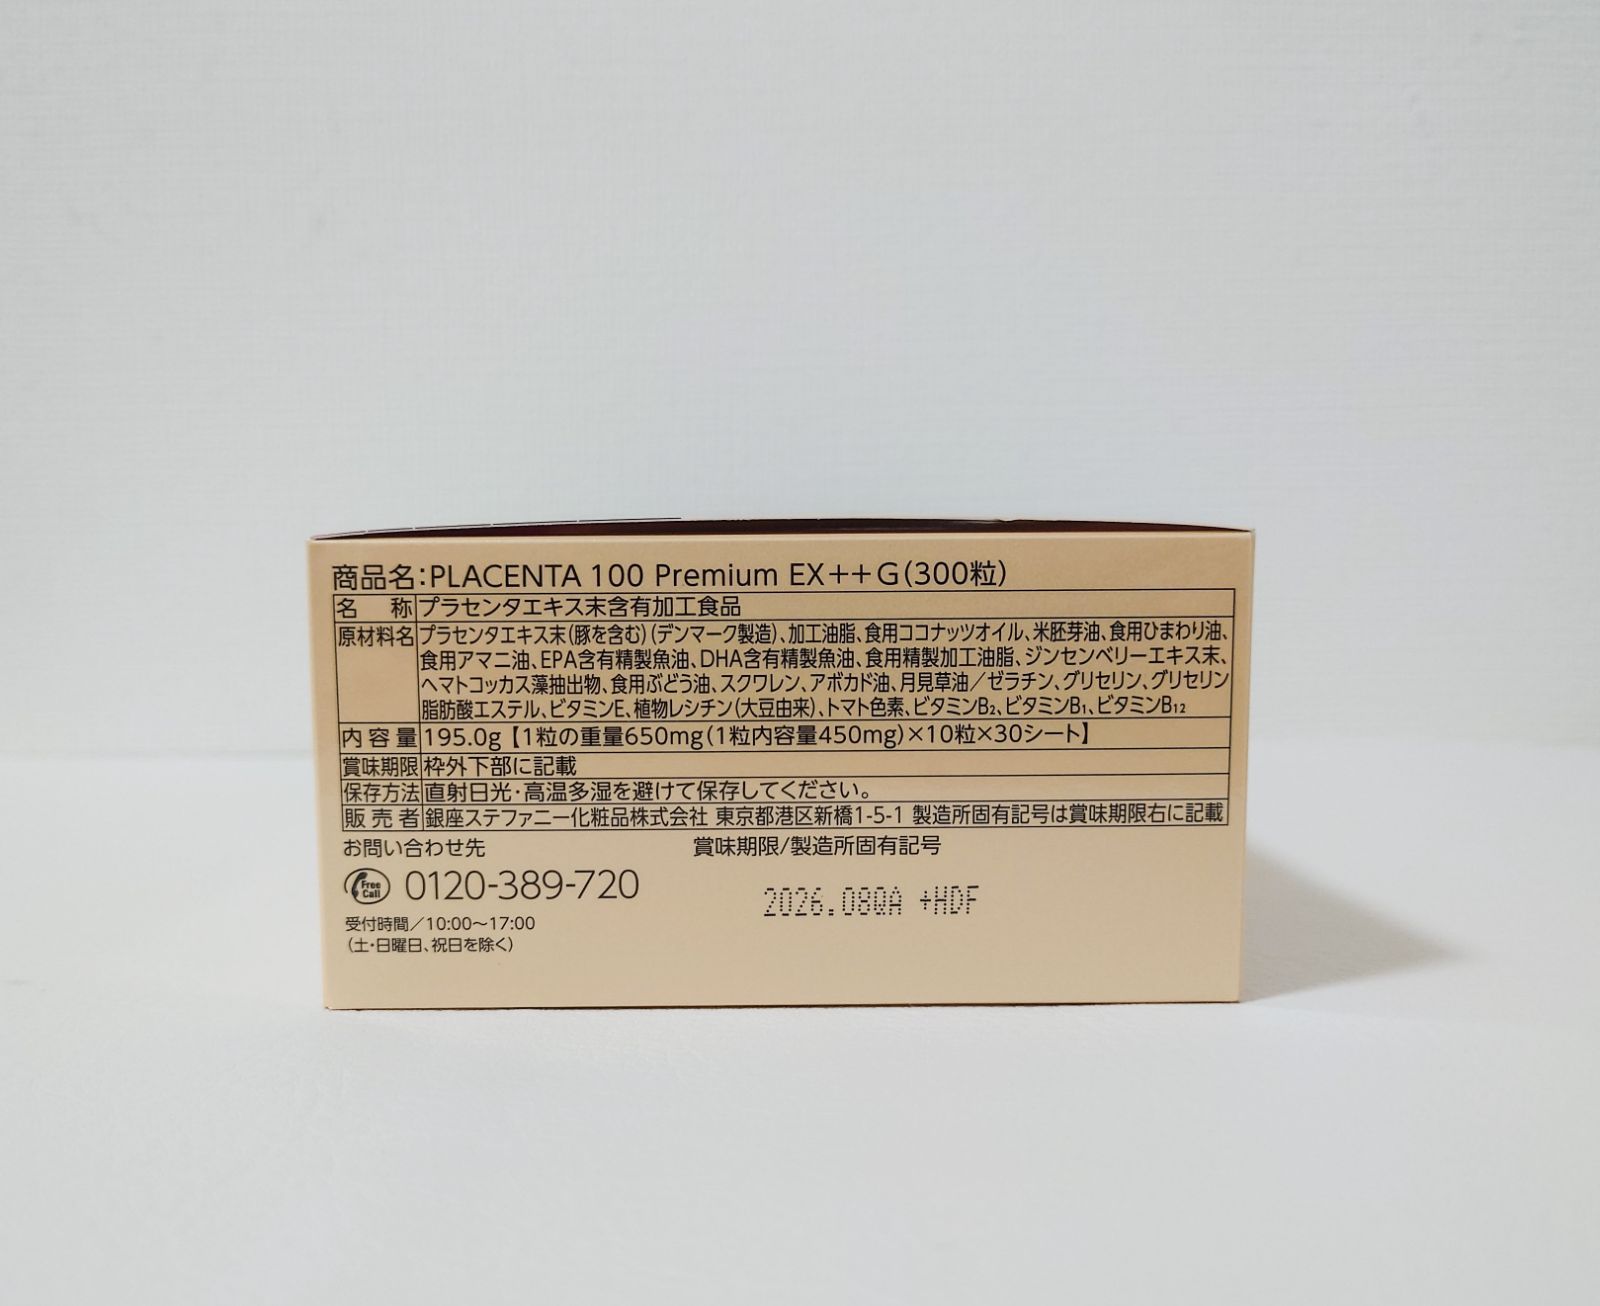 商品名:PLACENTA 100 Premium EX++G(300粒)
名 称 プラセンタエキス末含有加工食品
原材料名 プラセンタエキス末(豚を含む)(デンマーク製造)、加工油脂、食用ココナッツオイル、米胚芽油、食用ひまわり油、
食用アマニ油、EPA含有精製魚油、DHA含有精製魚油、食用精製加工油脂、ジンセンベリーエキス末、
ヘマトコッカス藻抽出物、食用ぶどう油、スクワレン、アボカド油、月見草油/ゼラチン、グリセリン、グリセリン
脂肪酸エステル、ビタミンE、植物レシチン(大豆由来)、トマト色素、ビタミンB₂、ビタミンB₁、ビタミンB₁₂
内容量 195.0g【1粒の重量650mg(1粒内容量450mg)×10粒×30シート】
賞味期限 枠外下部に記載
保存方法 直射日光・高温多湿を避けて保存してください。
販売者 銀座ステファニー化粧品株式会社 東京都港区新橋1-5-1 製造所固有記号は賞味期限右に記載
お問い合わせ先 賞味期限/製造所固有記号
Free Call 0120-389-720
2026.08QA +HDF
受付時間/10:00～17:00
(土・日曜日、祝日を除く)